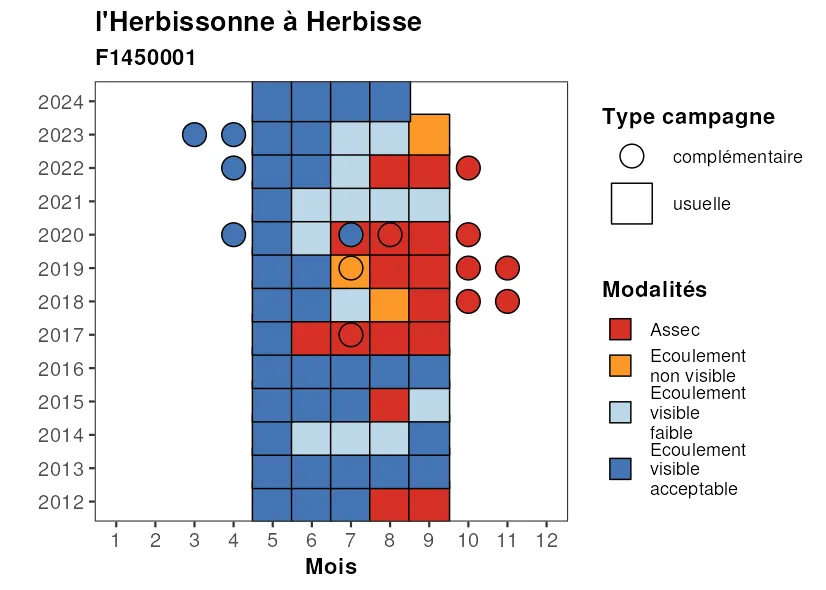 l'Herbissonne à Herbisse
F1450001
2024
2023
2022
2021
2020
2019
2018
2017
2016
2015
2014
2013
2012
1 2 3 4 5 6 7 8 9 10 11 12
Mois
Type campagne
complémentaire
usuelle
Modalités
Assec
Ecoulement
non visible
Ecoulement
visible
faible
Ecoulement
visible
acceptable